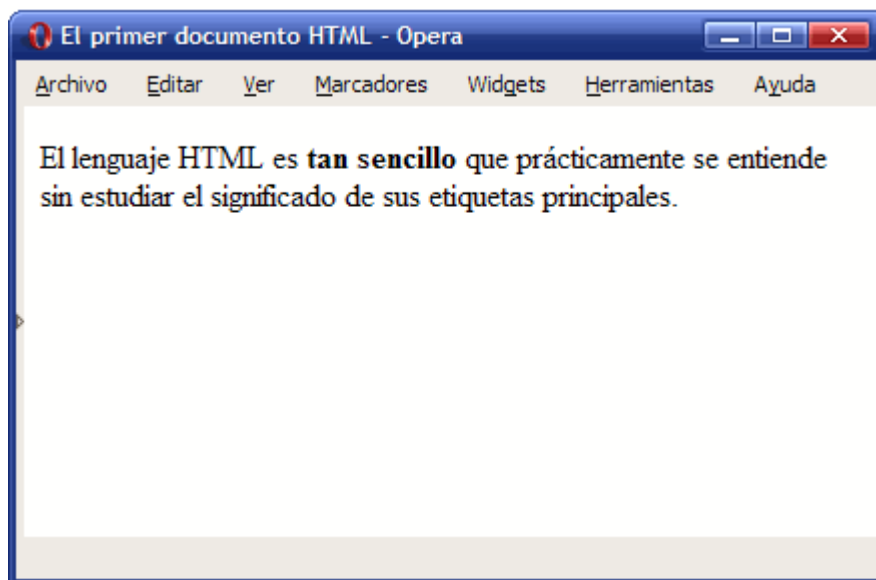 El primer documento HTML - Opera
Archivo Editar Ver Marcadores Widgets Herramientas Ayuda
El lenguaje HTML es tan sencillo que prácticamente se entiende
sin estudiar el significado de sus etiquetas principales.